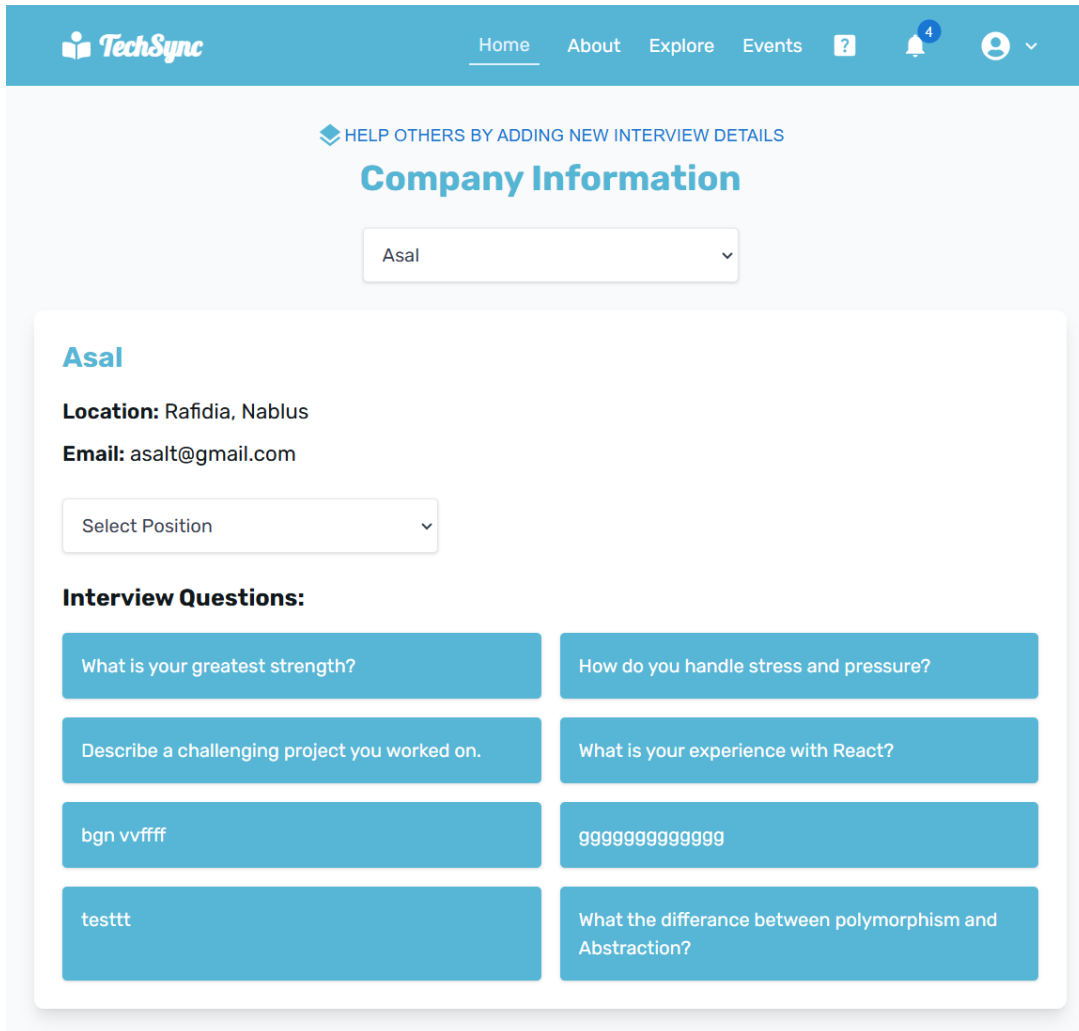 TechSync
Home About Explore Events ? 4
HELP OTHERS BY ADDING NEW INTERVIEW DETAILS
Company Information
Asal
Asal
Location: Rafidia, Nablus
Email: asalt@gmail.com
Select Position
Interview Questions:
What is your greatest strength?
How do you handle stress and pressure?
Describe a challenging project you worked on.
What is your experience with React?
bgn vvffff
ggggggggggggg
testtt
What the differance between polymorphism and
Abstraction?